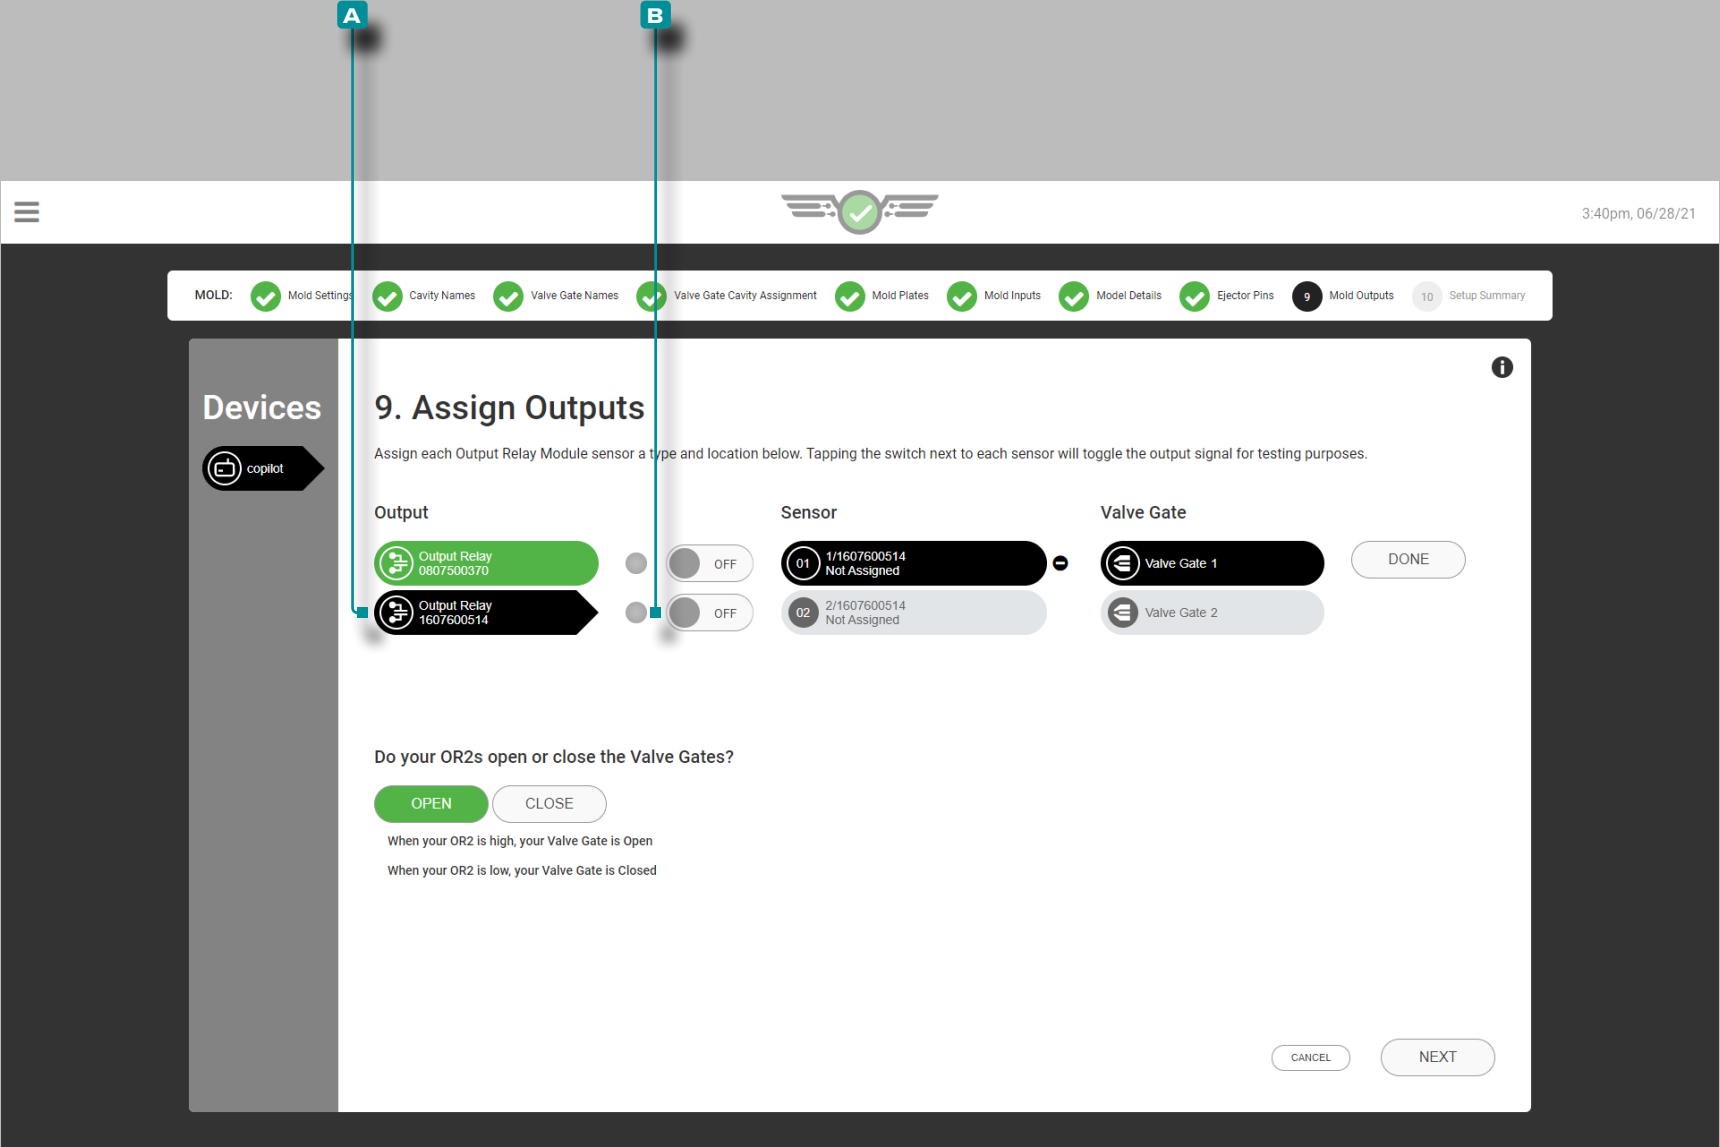 A B
3:40pm, 06/28/21
MOLD: Mold Settings Cavity Names Valve Gate Names Valve Gate Cavity Assignment Mold Plates Mold Inputs Model Details Ejector Pins 9 Mold Outputs 10 Setup Summary
Devices
copilot
9. Assign Outputs
Assign each Output Relay Module sensor a type and location below. Tapping the switch next to each sensor will toggle the output signal for testing purposes.
Output Sensor Valve Gate
Output Relay
0807500370
OFF
01 1/1607600514
Not Assigned
Valve Gate 1
DONE
Output Relay
1607600514
OFF
02 2/1607600514
Not Assigned
Valve Gate 2
Do your OR2s open or close the Valve Gates?
OPEN CLOSE
When your OR2 is high, your Valve Gate is Open
When your OR2 is low, your Valve Gate is Closed
CANCEL NEXT